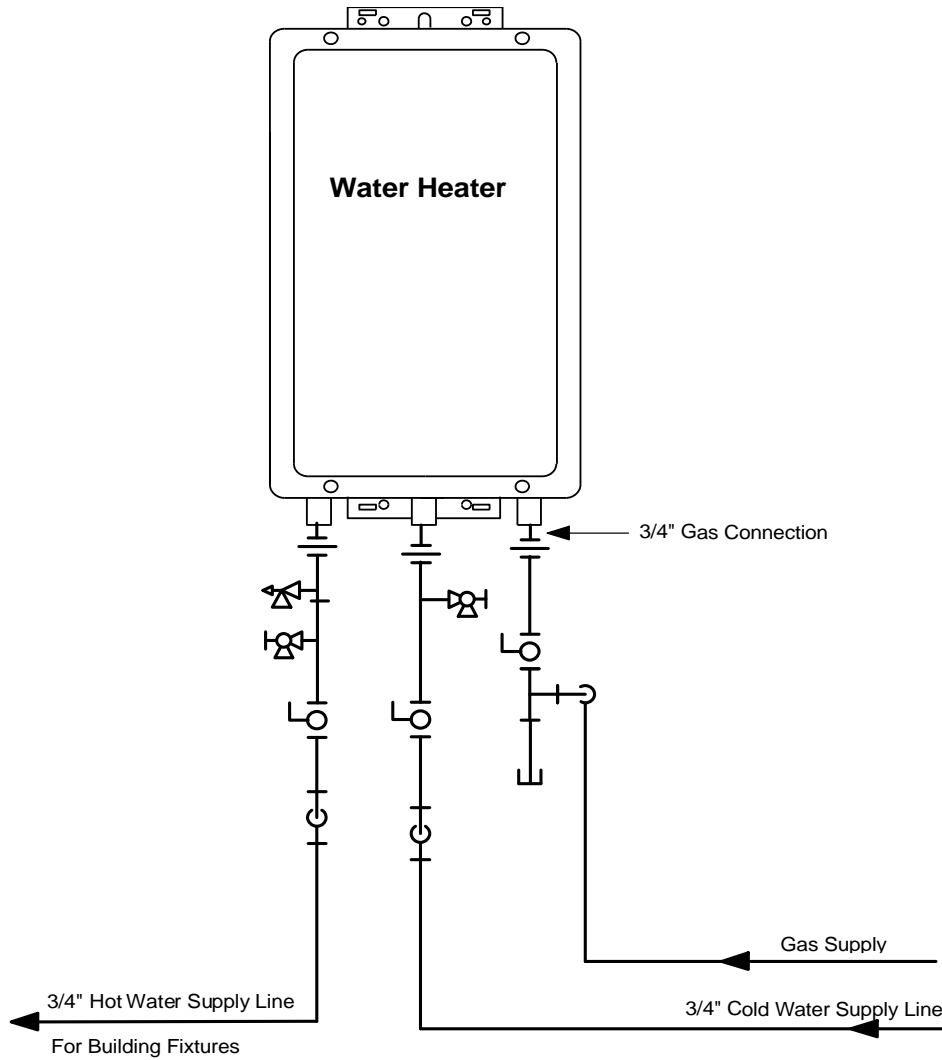 Water Heater
3/4" Gas Connection
Gas Supply
3/4" Hot Water Supply Line
3/4" Cold Water Supply Line
For Building Fixtures